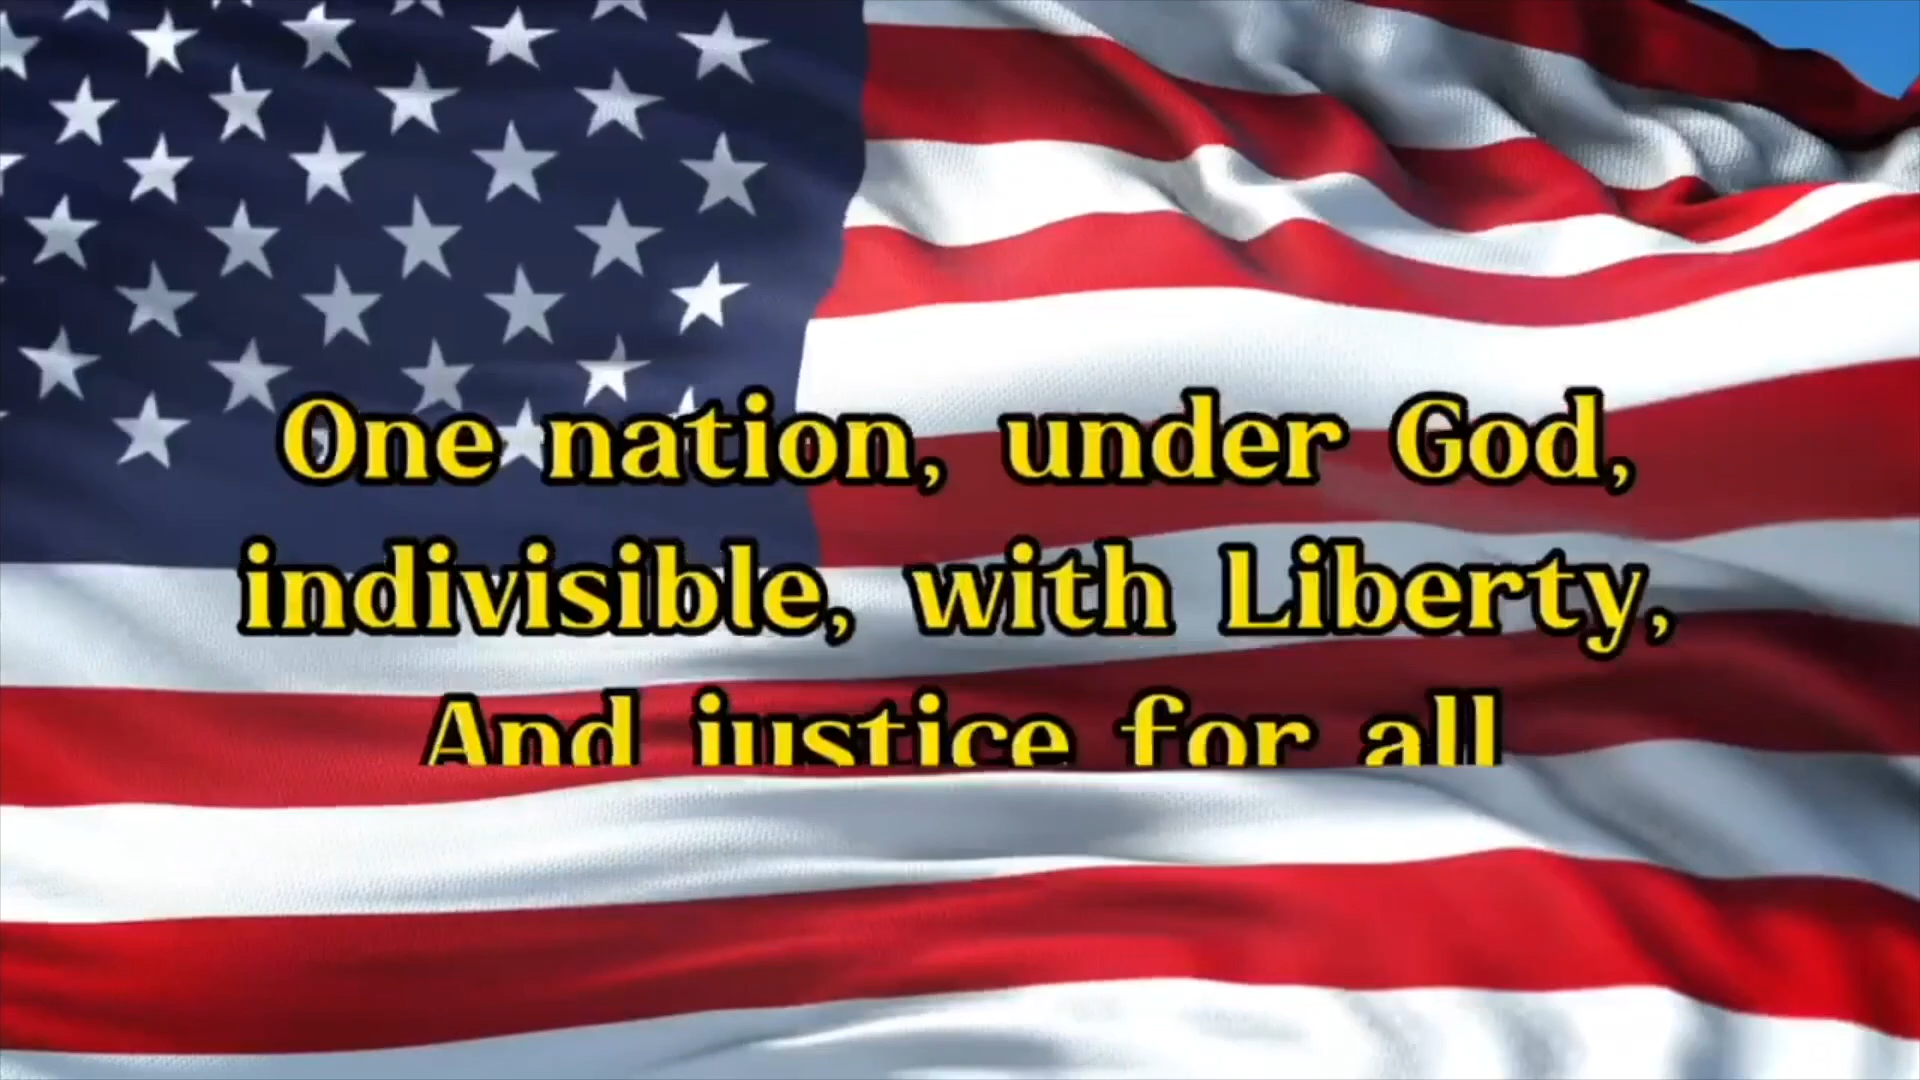 One nation, under God,
indivisible, with Liberty,
And justice for all